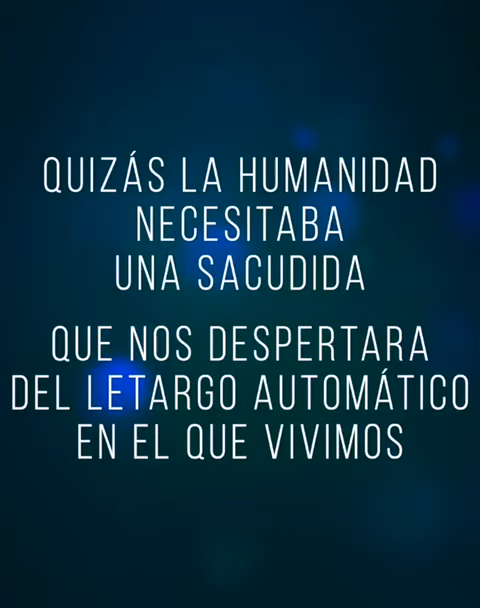 QUIZÁS LA HUMANIDAD
NECESITABA
UNA SACUDIDA
QUE NOS DESPERTARA
DEL LETARGO AUTOMÁTICO
EN EL QUE VIVIMOS